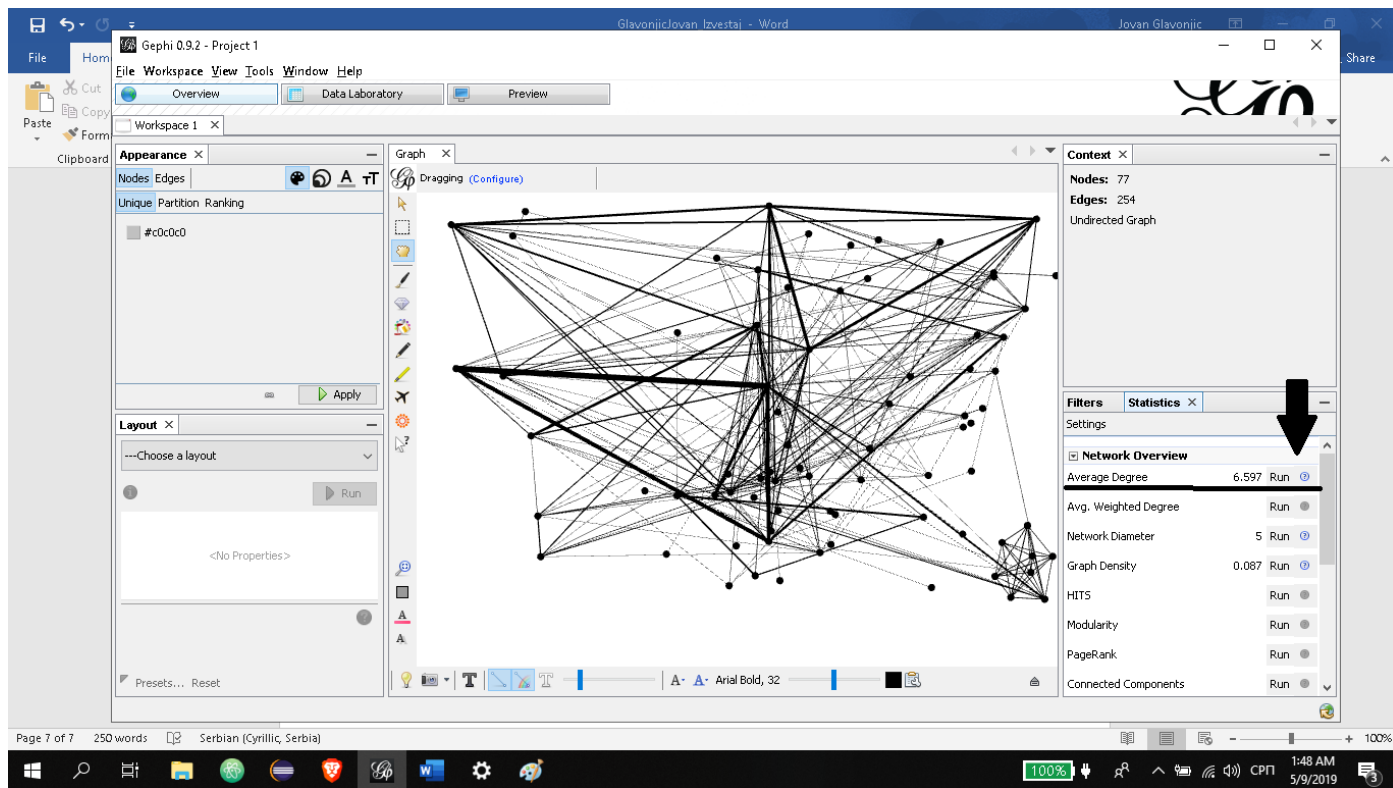 GlavonjicJovan_Izvestaj - Word
Jovan Glavonjic
File
Hom
Share
Cut
Copy
Paste
Form
Clipboard
Gephi 0.9.2 - Project 1
File Workspace View Tools Window Help
Overview
Data Laboratory
Preview
Workspace 1
Appearance
Nodes Edges
Unique Partition Ranking
#c0c0c0
Apply
Layout
---Choose a layout
Run
<No Properties>
Presets... Reset
Graph
Dragging (Configure)
Arial Bold, 32
Context
Nodes: 77
Edges: 254
Undirected Graph
Filters Statistics
Settings
Network Overview
Average Degree 6.597 Run
Avg. Weighted Degree Run
Network Diameter 5 Run
Graph Density 0.087 Run
HITS Run
Modularity Run
PageRank Run
Connected Components Run
Page 7 of 7 250 words Serbian (Cyrillic, Serbia)
100%
100%
СРП
1:48 AM
5/9/2019
3